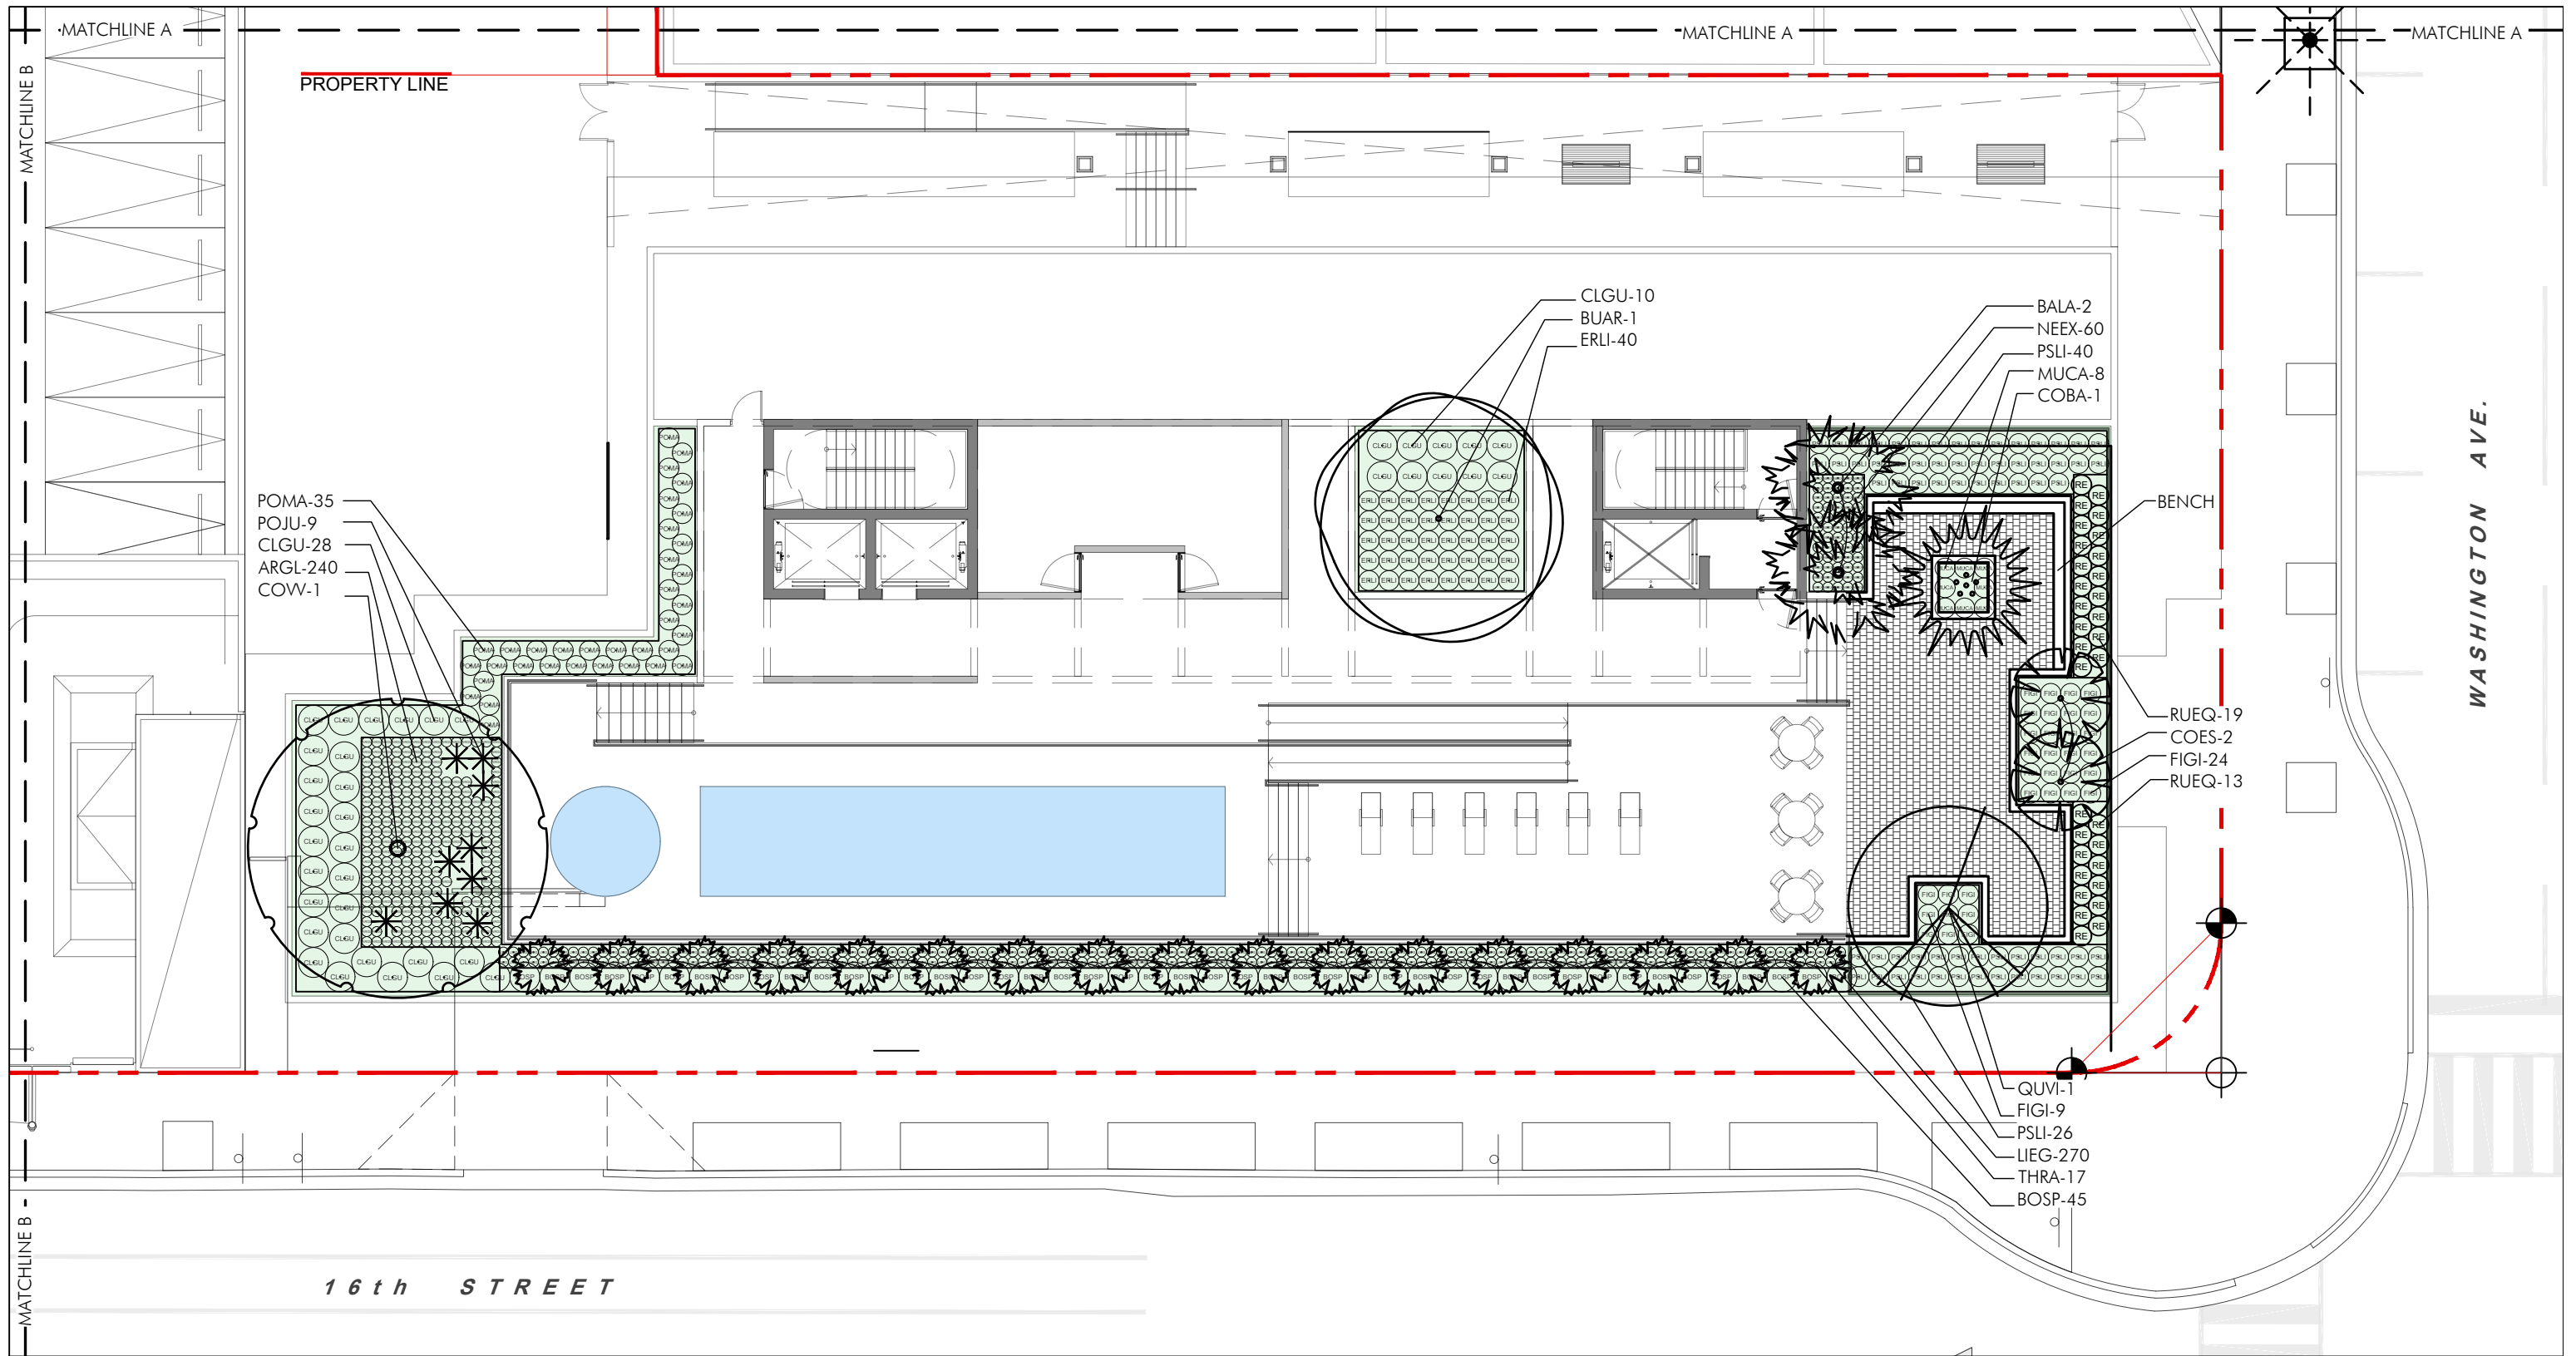 MATCHLINE A
MATCHLINE A
MATCHLINE A
MATCHLINE B
PROPERTY LINE
CLGU-10
BUAR-1
ERLI-40
BALA-2
NEEX-60
PSLI-40
MUCA-8
COBA-1
BENCH
WASHINGTON AVE.
POMA-35
POJU-9
CLGU-28
ARGL-240
COVV-1
RUEQ-19
COES-2
FIGI-24
RUEQ-13
QUVI-1
FIGI-9
PSLI-26
LIEG-270
THRA-17
BOSP-45
MATCHLINE B
16th STREET